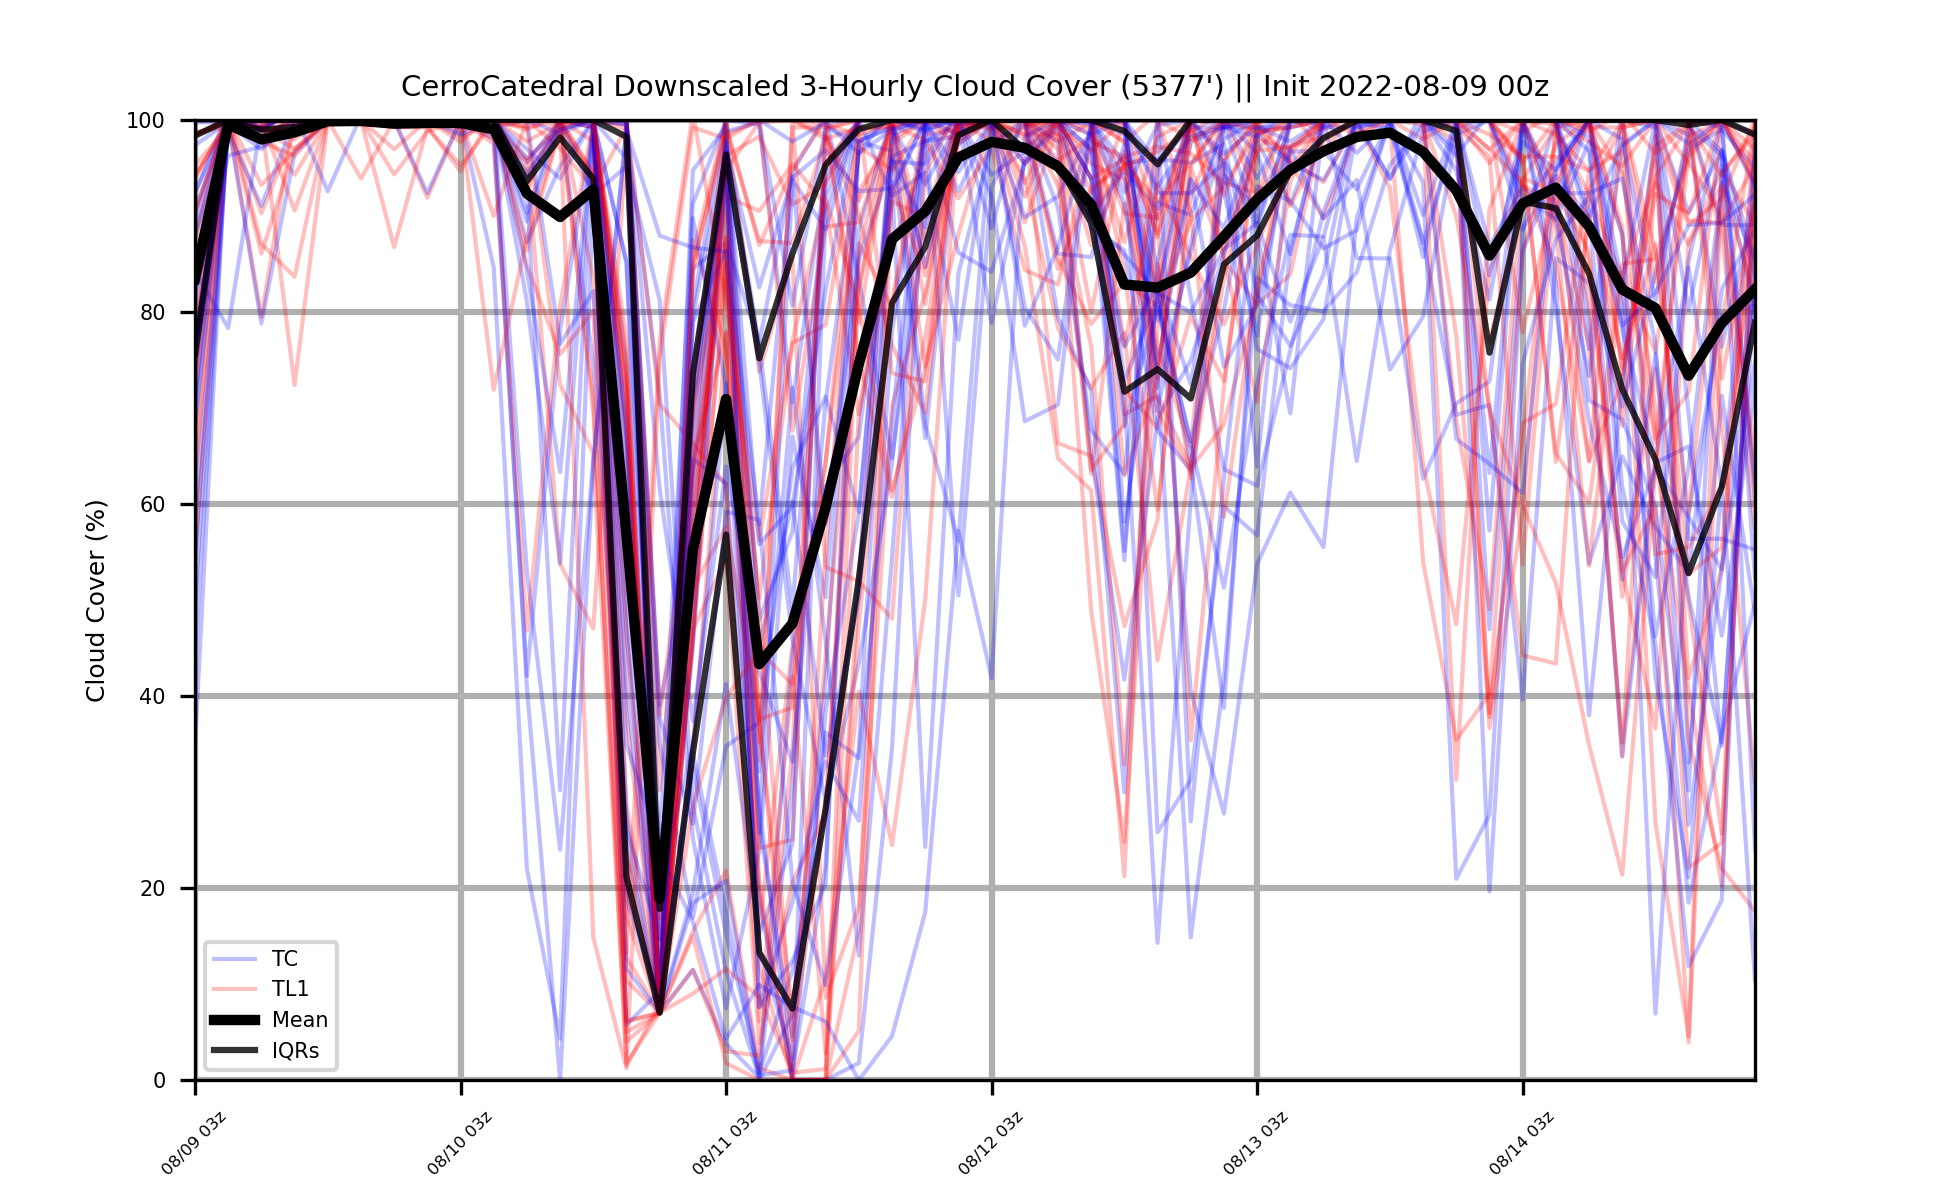 CerroCatedral Downscaled 3-Hourly Cloud Cover (5377') || Init 2022-08-09 00z
Cloud Cover (%)
100
80
60
40
20
0
TC
TL1
Mean
IQRs
08/09 03z
08/10 03z
08/11 03z
08/12 03z
08/13 03z
08/14 03z